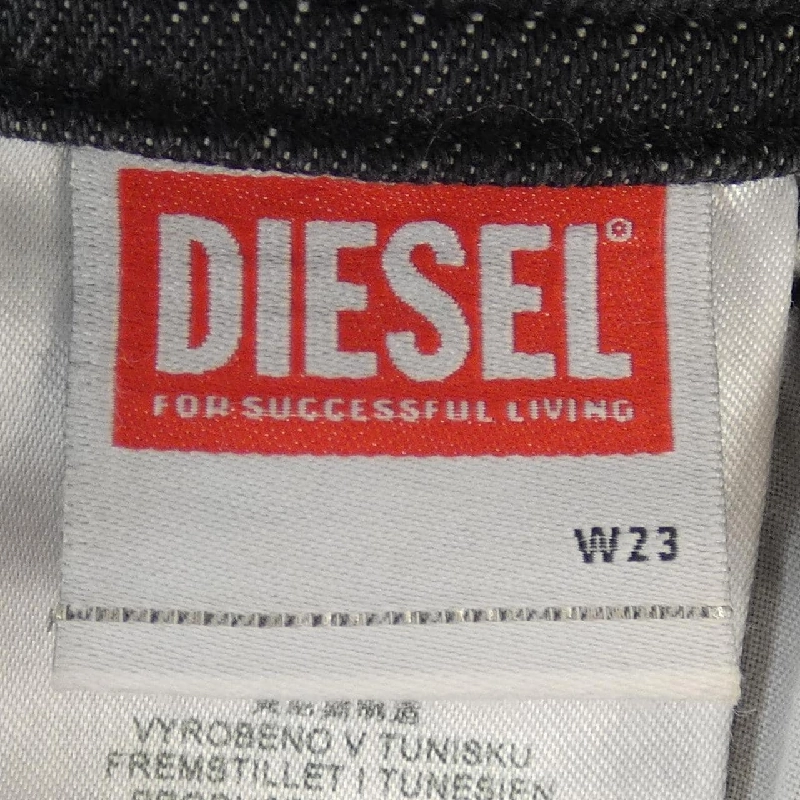 DIESEL®
FOR SUCCESSFUL LIVING
W23
VYROBENO V TUNISKU
FREMSTILLET I TUNESIEN